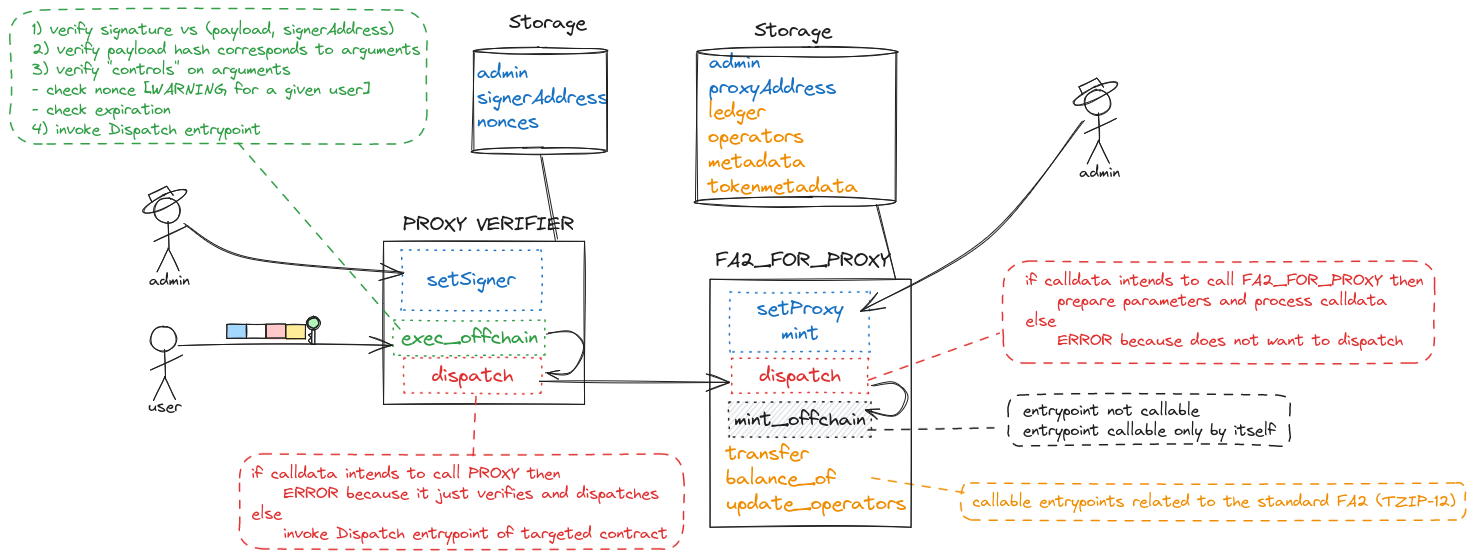 1) verify signature vs (payload, signerAddress)
2) verify payload hash corresponds to arguments
3) verify "controls" on arguments
- check nonce [WARNING for a given user]
- check expiration
4) invoke Dispatch entrypoint
Storage
admin
signerAddress
nonces
Storage
admin
proxyAddress
ledger
operators
metadata
tokenmetadata
admin
admin
user
PROXY VERIFIER
setSigner
exec_offchain
dispatch
if calldata intends to call PROXY then
ERROR because it just verifies and dispatches
else
invoke Dispatch entrypoint of targeted contract
FA2_FOR_PROXY
setProxy
mint
dispatch
mint_offchain
transfer
balance_of
update_operators
if calldata intends to call FA2_FOR_PROXY then
prepare parameters and process calldata
else
ERROR because does not want to dispatch
entrypoint not callable
entrypoint callable only by itself
callable entrypoints related to the standard FA2 (TZIP-12)